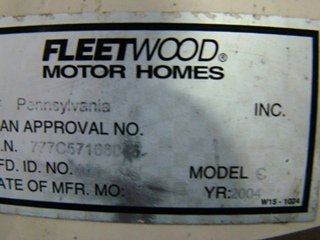 FLEETWOOD®
MOTOR HOMES
Pennsylvania INC.
AN APPROVAL NO.
.N.
FD. ID. NO.
MODEL C
ATE OF MFR. MO: YR: 2004
W15 - 1024